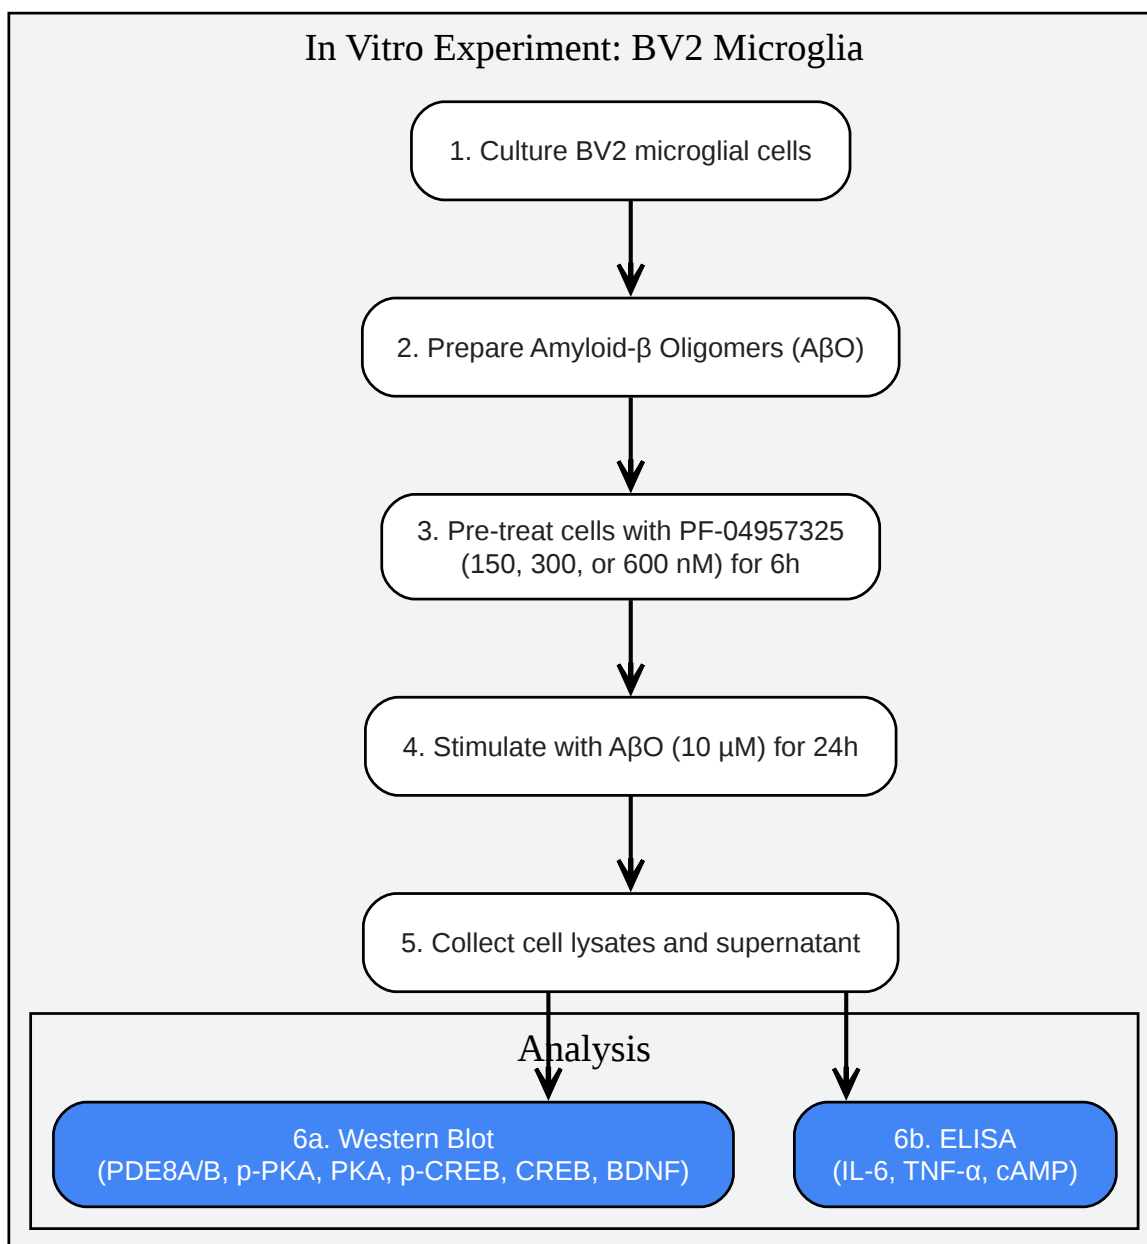 In Vitro Experiment: BV2 Microglia
1. Culture BV2 microglial cells
2. Prepare Amyloid-β Oligomers (AβO)
3. Pre-treat cells with PF-04957325
(150, 300, or 600 nM) for 6h
4. Stimulate with AβO (10 µM) for 24h
5. Collect cell lysates and supernatant
Analysis
6a. Western Blot
(PDE8A/B, p-PKA, PKA, p-CREB, CREB, BDNF)
6b. ELISA
(IL-6, TNF-α, cAMP)